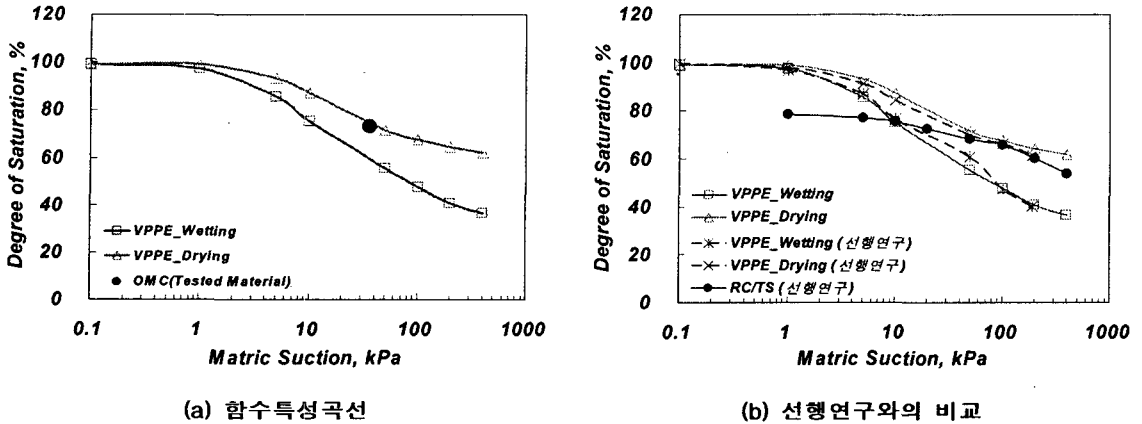 120
100
80
60
40
20
0
Degree of Saturation, %
VPPE_Wetting
VPPE_Drying
OMC(Tested Material)
0.1
1
10
100
1000
Matric Suction, kPa
(a) 함수특성곡선
120
100
80
60
40
20
0
Degree of Saturation, %
VPPE_Wetting
VPPE_Drying
VPPE_Wetting (선행연구)
VPPE_Drying (선행연구)
RC/TS (선행연구)
0.1
1
10
100
1000
Matric Suction, kPa
(b) 선행연구와의 비교